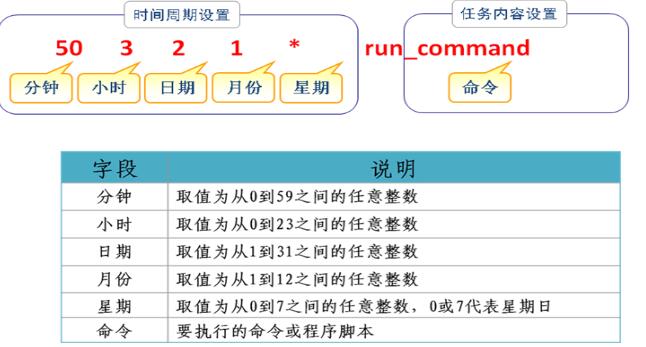 时间周期设置
任务内容设置
50 3 2 1 * run_command
分钟 小时 日期 月份 星期 命令
字段 说明
分钟 取值为从0到59之间的任意整数
小时 取值为从0到23之间的任意整数
日期 取值为从1到31之间的任意整数
月份 取值为从1到12之间的任意整数
星期 取值为从0到7之间的任意整数，0或7代表星期日
命令 要执行的命令或程序脚本